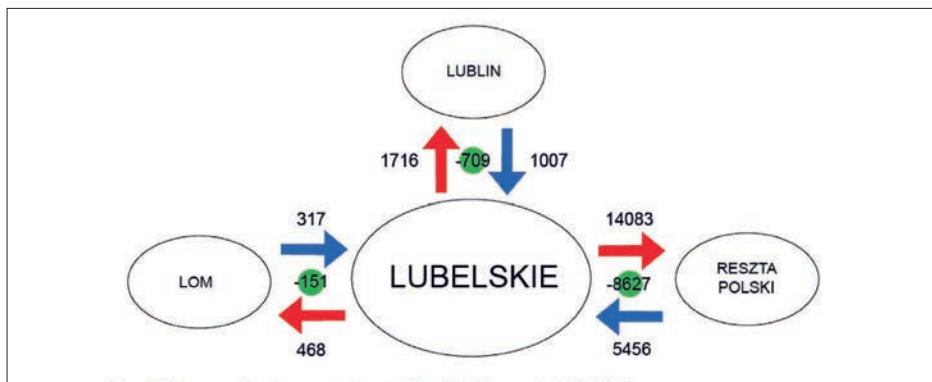 LUBLIN
1716
-709
1007
317
14083
LOM
-151
LUBELSKIE
-8627
RESZTA
POLSKI
468
5456